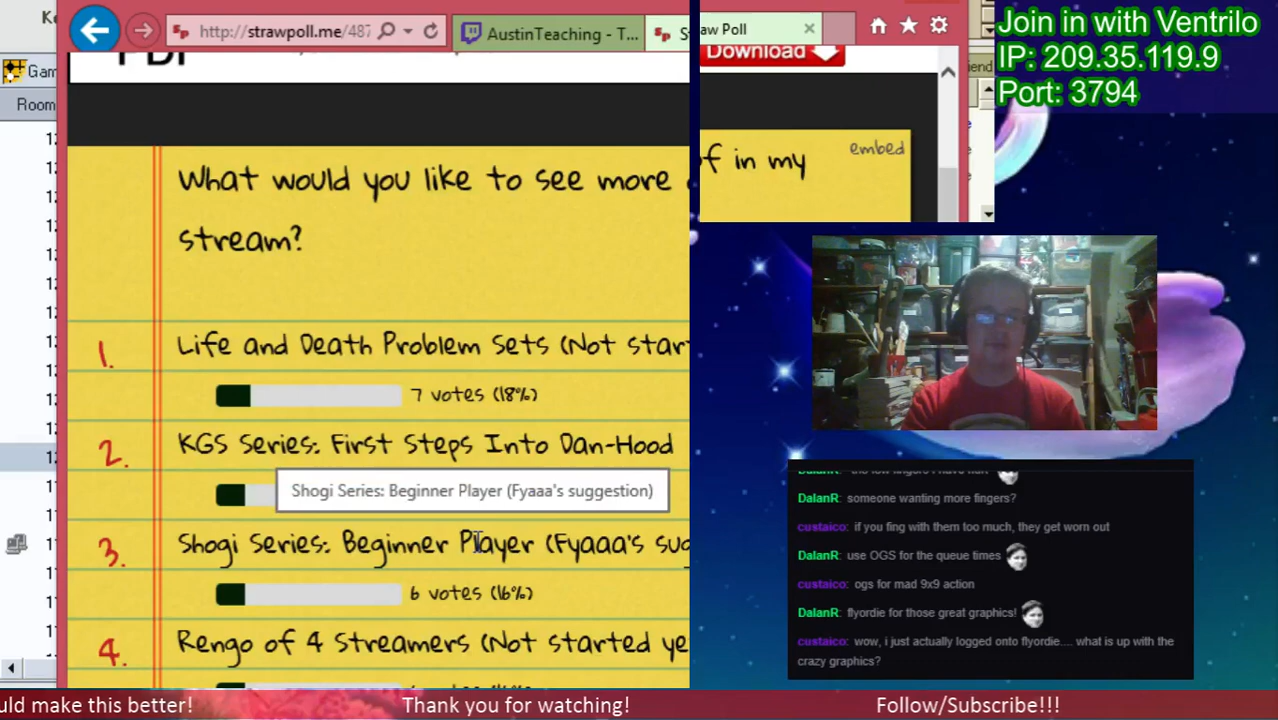 http://strawpoll.me/487
AustinTeaching - T...
raw Poll
Join in with Ventrilo
IP: 209.35.119.9
Port: 3794
Gam
Room
Download
iend
What would you like to see more
of in my
embed
stream?
1. Life and Death Problem Sets (Not star
7 votes (18%)
2. KGS Series: First Steps Into Dan-Hood
Shogi Series: Beginner Player (Fyaaa's suggestion)
3. Shogi Series: Beginner Player (Fyaaa's sug
6 votes (16%)
4. Rengo of 4 Streamers (Not started ye
DalanR: someone wanting more fingers?
custaico: if you fing with them too much, they get worn out
DalanR: use OGS for the queue times
custaico: ogs for mad 9x9 action
DalanR: flyordie for those great graphics!
custaico: wow, i just actually logged onto flyordie.... what is up with the
crazy graphics?
uld make this better!
Thank you for watching!
Follow/Subscribe!!!